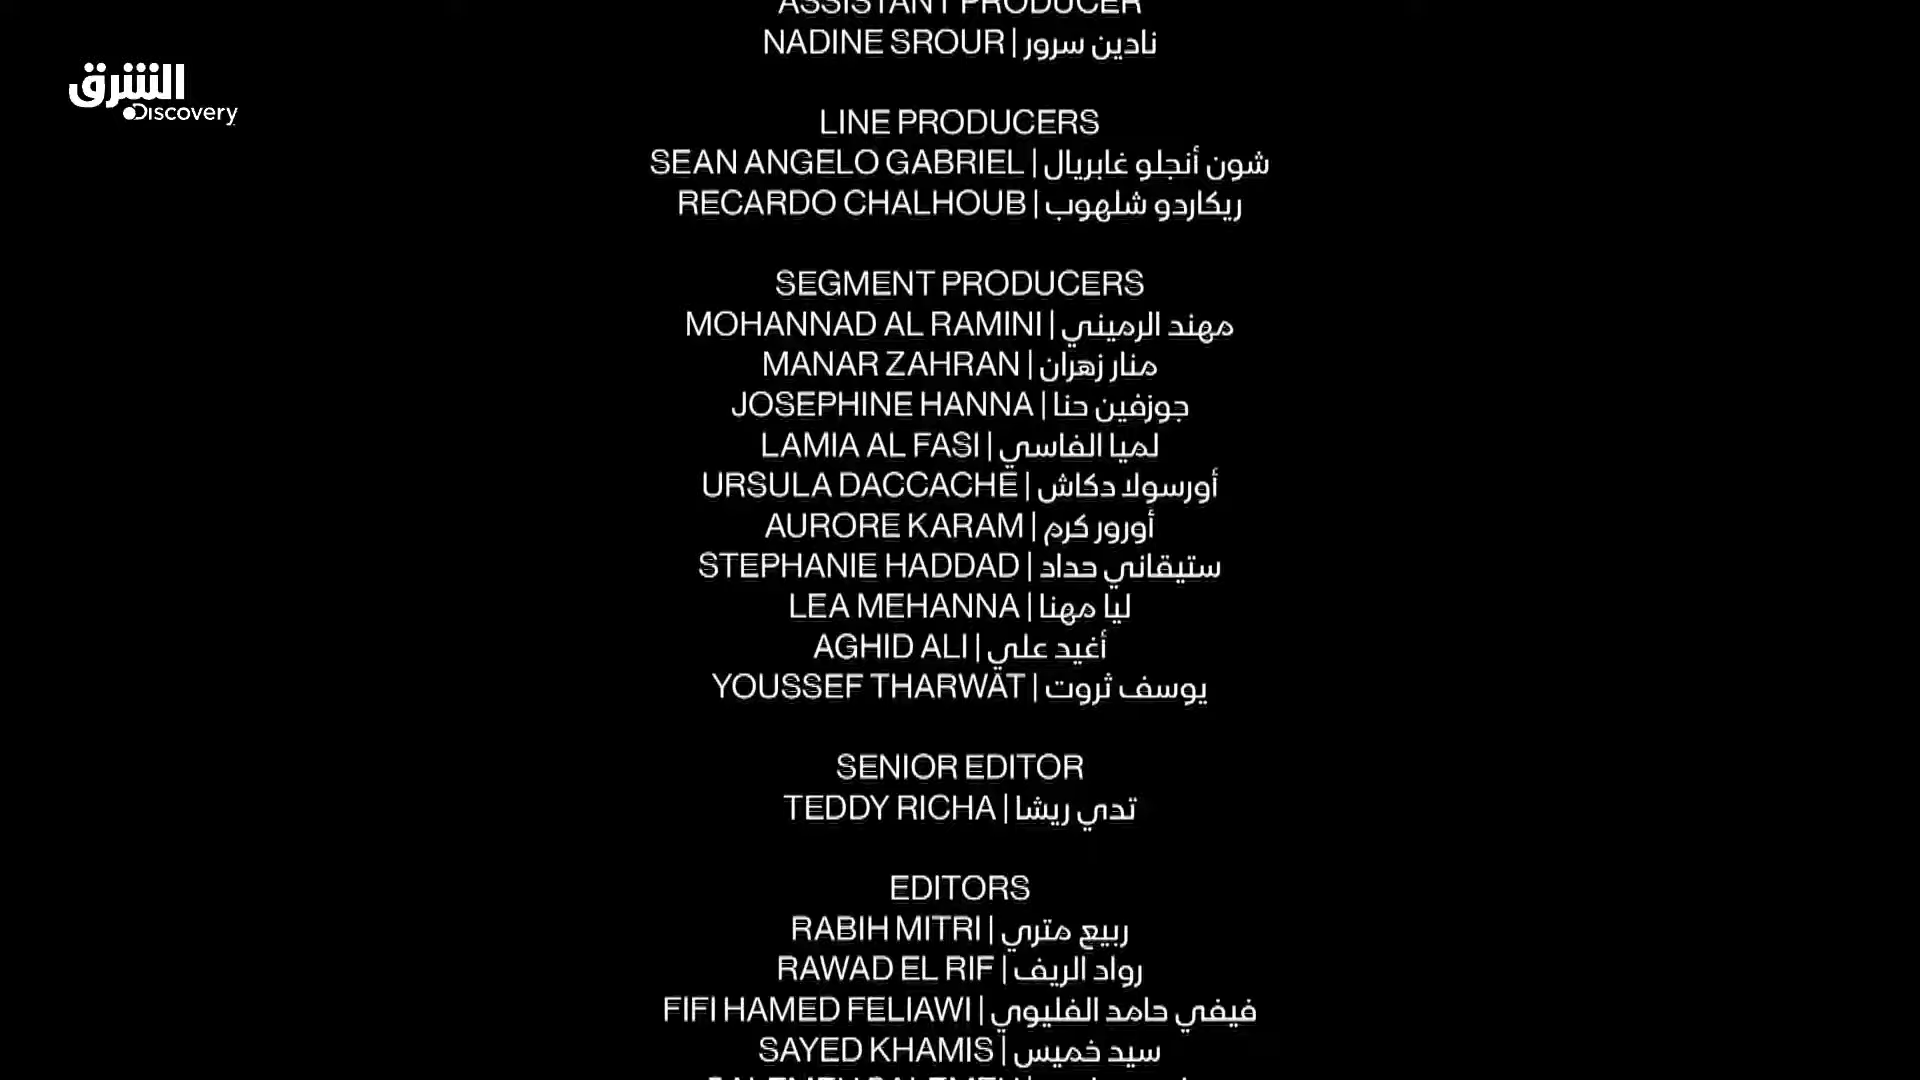 الشرق
Discovery
ASSISTANT PRODUCER
NADINE SROUR | نادين سرور
LINE PRODUCERS
SEAN ANGELO GABRIEL | شون أنجلو غابريال
RECARDO CHALHOUB | ريكاردو شلهوب
SEGMENT PRODUCERS
MOHANNAD AL RAMINI | مهند الرميني
MANAR ZAHRAN | منار زهران
JOSEPHINE HANNA | جوزفين حنا
LAMIA AL FASI | لميا الفاسي
URSULA DACCACHE | أورسولا دكاش
AURORE KARAM | أورور كرم
STEPHANIE HADDAD | ستيقاني حداد
LEA MEHANNA | ليا مهنا
AGHID ALI | أغيد علي
YOUSSEF THARWAT | يوسف ثروت
SENIOR EDITOR
TEDDY RICHA | تدي ريشا
EDITORS
RABIH MITRI | ربيع متري
RAWAD EL RIF | رواد الريف
FIFI HAMED FELIAWI | فيفي حامد الفليوي
SAYED KHAMIS | سيد خميس